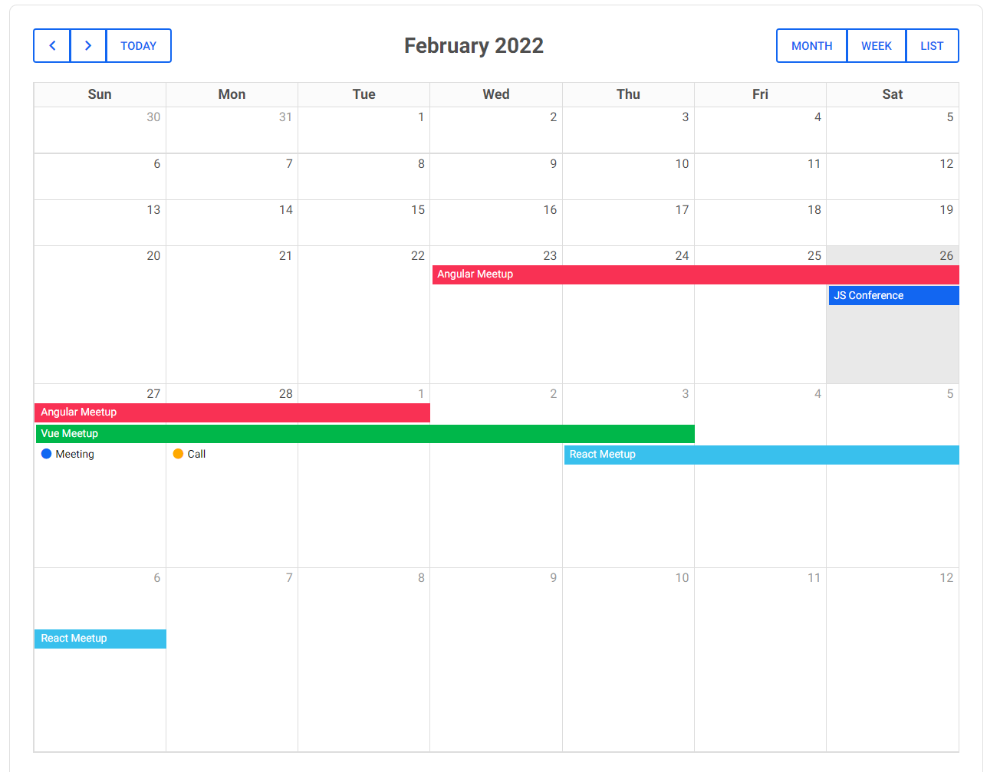 TODAY
February 2022
MONTH WEEK LIST
Sun Mon Tue Wed Thu Fri Sat
30 31 1 2 3 4 5
6 7 8 9 10 11 12
13 14 15 16 17 18 19
20 21 22 23 24 25 26
Angular Meetup
JS Conference
27 28 1 2 3 4 5
Angular Meetup
Vue Meetup
Meeting Call React Meetup
6 7 8 9 10 11 12
React Meetup